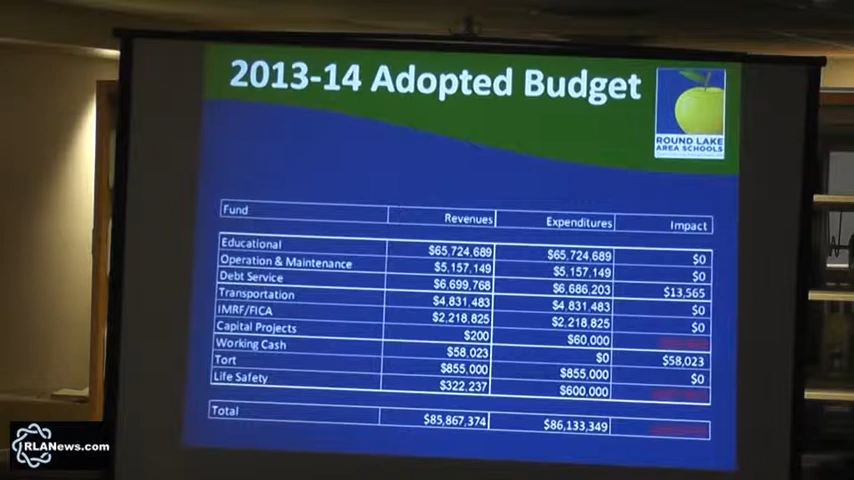 2013-14 Adopted Budget
ROUND LAKE
AREA SCHOOLS
Fund Revenues Expenditures Impact
Educational $65,724,689 $65,724,689 $0
Operation & Maintenance $5,157,149 $5,157,149 $0
Debt Service $6,699,768 $6,686,203 $13,565
Transportation $4,831,483 $4,831,483 $0
IMRF/FICA $2,218,825 $2,218,825 $0
Capital Projects $200 $60,000
Working Cash $58,023 $0 $58,023
Tort $855,000 $855,000 $0
Life Safety $322,237 $600,000
Total $85,867,374 $86,133,349
IRLANews.com